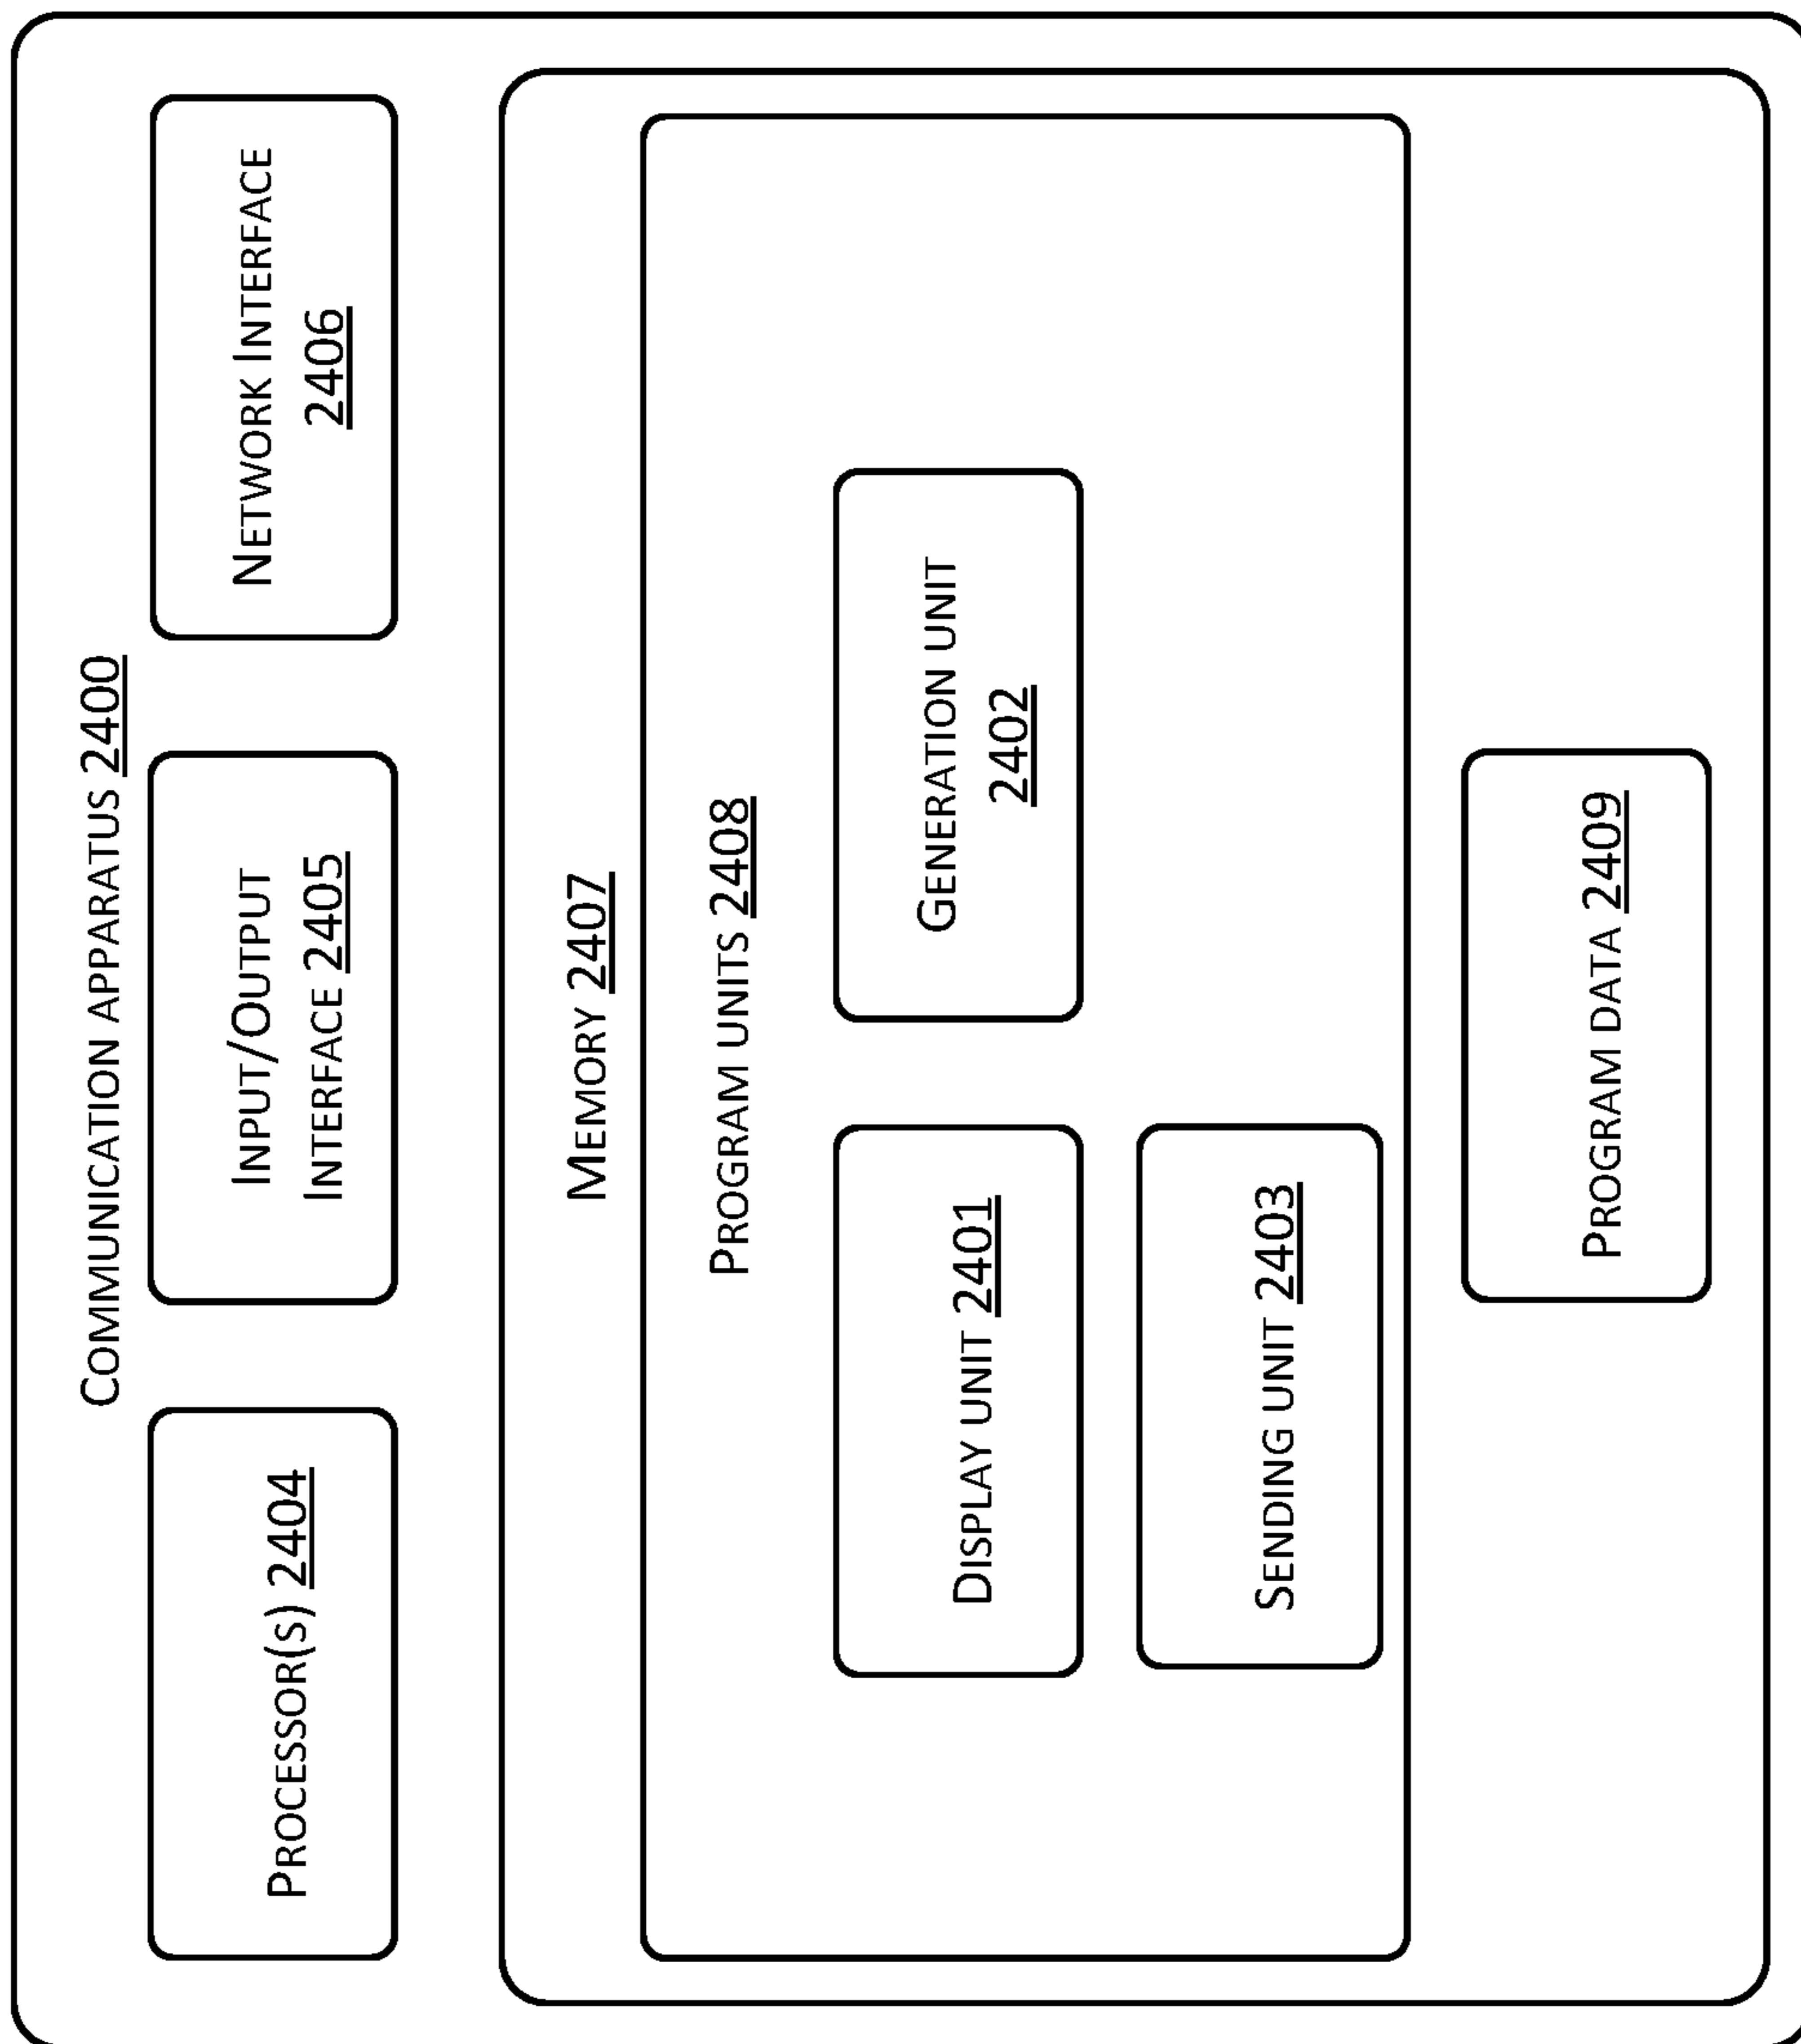 Communication apparatus 2400
Processor(s) 2404
Input/Output
Interface 2405
Network Interface
2406
Memory 2407
Program units 2408
Display unit 2401
Generation unit
2402
Sending unit 2403
Program data 2409